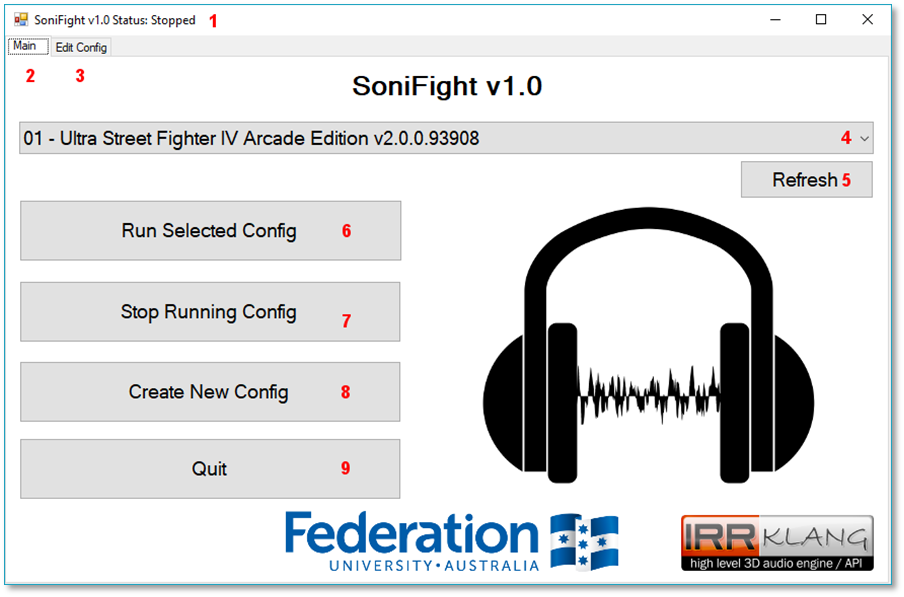 SoniFight v1.0 Status: Stopped 1
Main Edit Config
2 3
SoniFight v1.0
01 - Ultra Street Fighter IV Arcade Edition v2.0.0.93908 4
Refresh 5
Run Selected Config 6
Stop Running Config 7
Create New Config 8
Quit 9
Federation
UNIVERSITY•AUSTRALIA
IRRKLANG
high level 3D audio engine / API